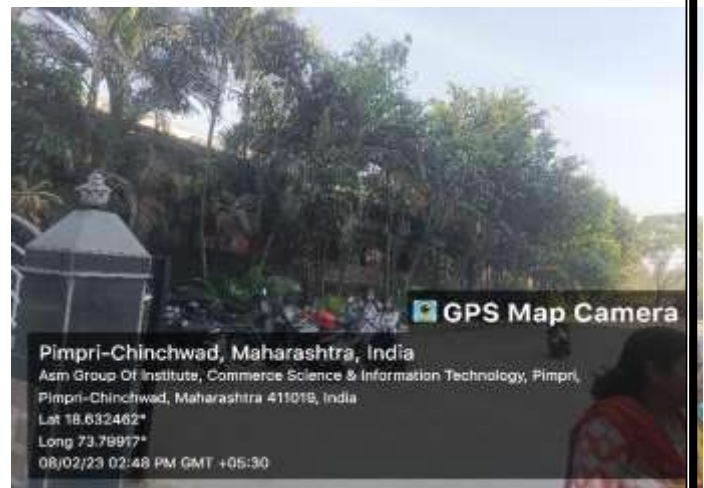 GPS Map Camera
Pimpri-Chinchwad, Maharashtra, India
Asm Group Of Institute, Commerce Science & Information Technology, Pimpri,
Pimpri-Chinchwad, Maharashtra 411019, India
Lat 18.632462°
Long 73.79917°
08/02/23 02:48 PM GMT +05:30